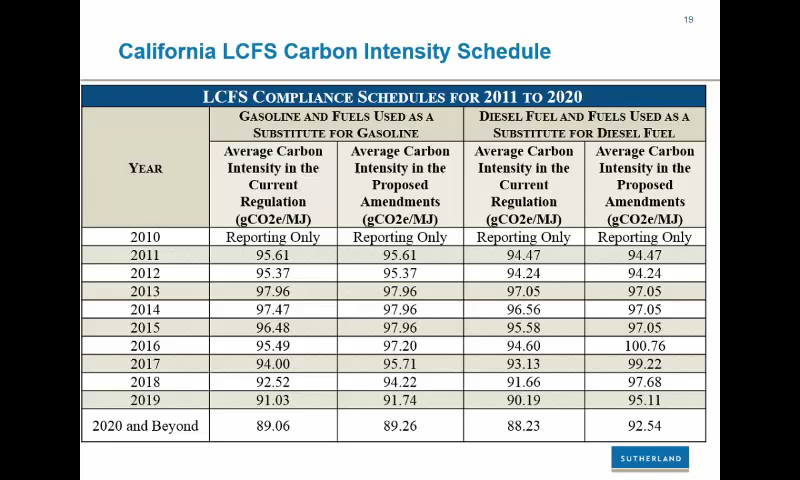 19
California LCFS Carbon Intensity Schedule
LCFS COMPLIANCE SCHEDULES FOR 2011 TO 2020
YEAR
GASOLINE AND FUELS USED AS A
SUBSTITUTE FOR GASOLINE
DIESEL FUEL AND FUELS USED AS A
SUBSTITUTE FOR DIESEL FUEL
Average Carbon
Intensity in the
Current
Regulation
(gCO2e/MJ)
Average Carbon
Intensity in the
Proposed
Amendments
(gCO2e/MJ)
Average Carbon
Intensity in the
Current
Regulation
(gCO2e/MJ)
Average Carbon
Intensity in the
Proposed
Amendments
(gCO2e/MJ)
2010 Reporting Only Reporting Only Reporting Only Reporting Only
2011 95.61 95.61 94.47 94.47
2012 95.37 95.37 94.24 94.24
2013 97.96 97.96 97.05 97.05
2014 97.47 97.96 96.56 97.05
2015 96.48 97.96 95.58 97.05
2016 95.49 97.20 94.60 100.76
2017 94.00 95.71 93.13 99.22
2018 92.52 94.22 91.66 97.68
2019 91.03 91.74 90.19 95.11
2020 and Beyond 89.06 89.26 88.23 92.54
SUTHERLAND